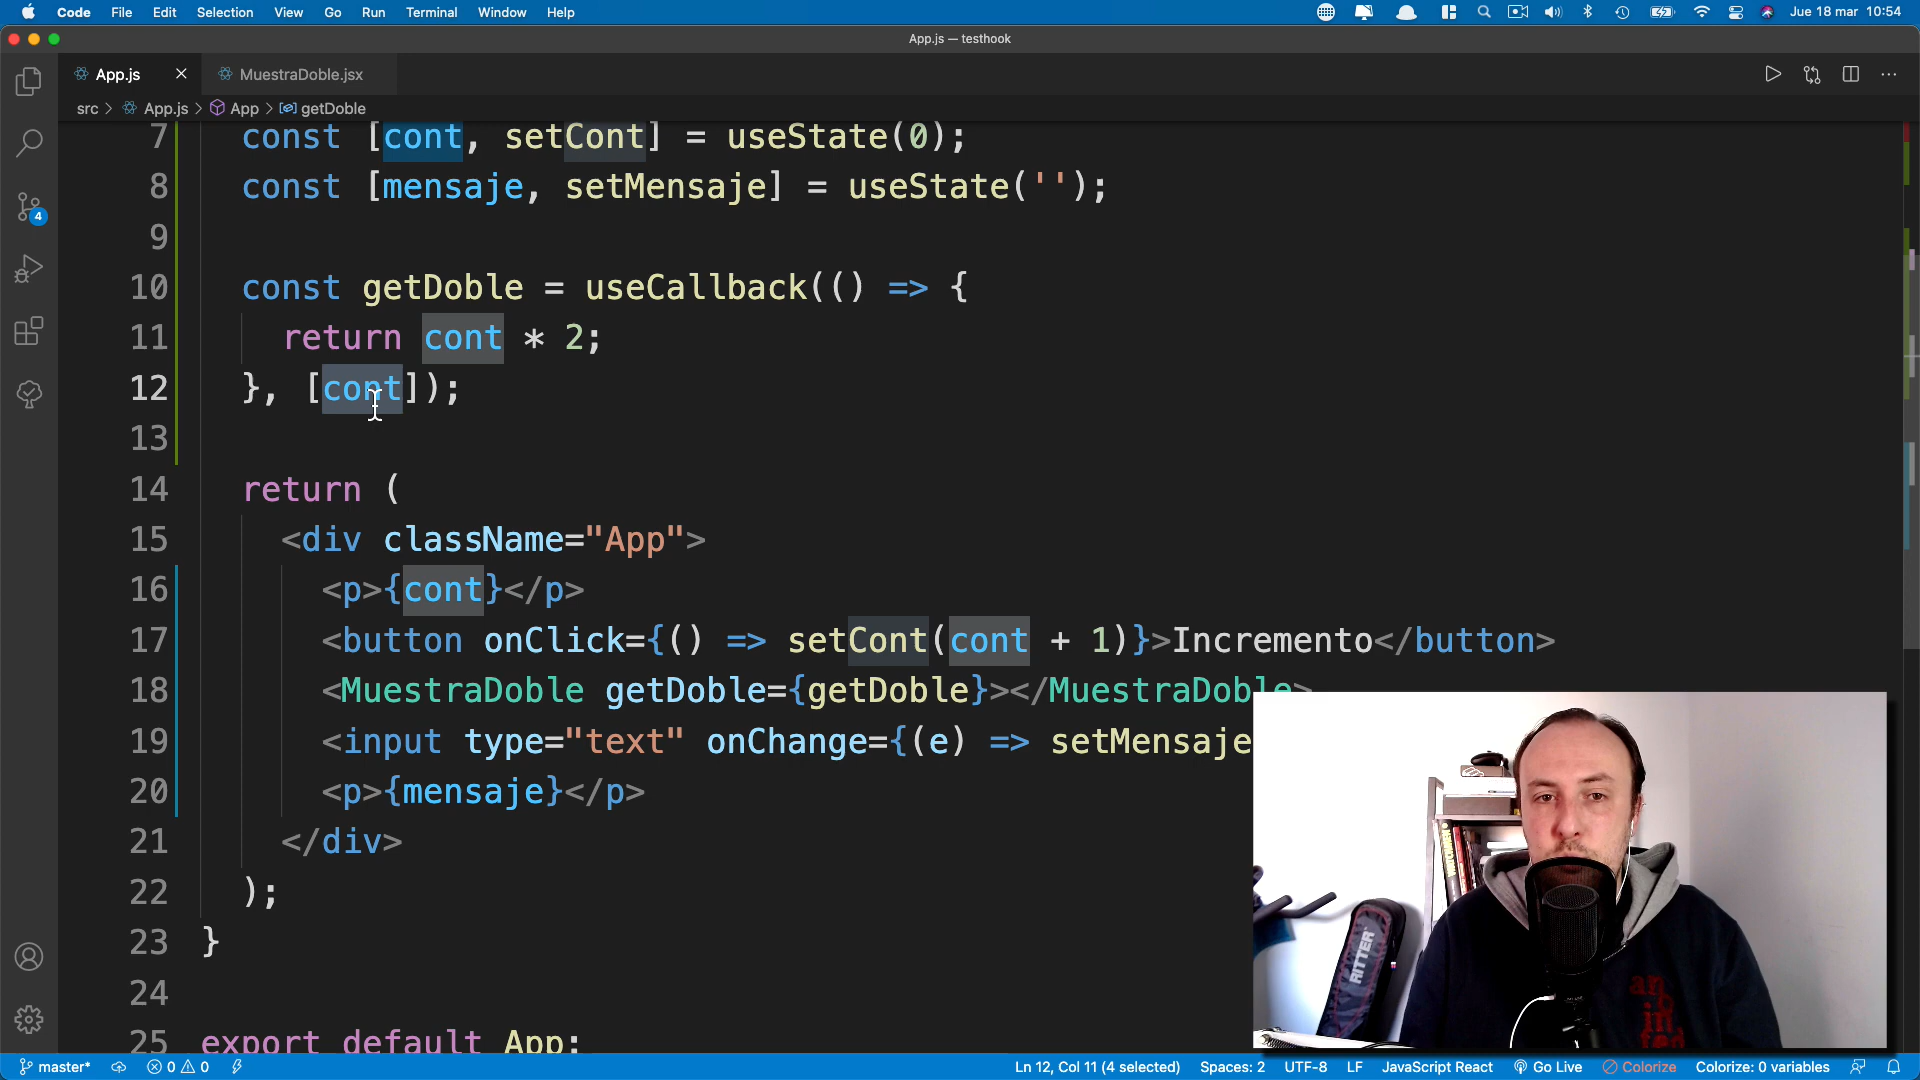 Code File Edit Selection View Go Run Terminal Window Help Jue 18 mar 10:54
App.js — testhook
App.js MuestraDoble.jsx
src > App.js > App > getDoble
7 const [cont, setCont] = useState(0);
8 const [mensaje, setMensaje] = useState('');
9
10 const getDoble = useCallback(() => {
11 return cont * 2;
12 }, [cont]);
13
14 return (
15 <div className="App">
16 <p>{cont}</p>
17 <button onClick={() => setCont(cont + 1)}>Incremento</button>
18 <MuestraDoble getDoble={getDoble}></MuestraDoble>
19 <input type="text" onChange={(e) => setMensaje
20 <p>{mensaje}</p>
21 </div>
22 );
23 }
24
25 export default App;
4
RITTER
master* 0 0 Ln 12, Col 11 (4 selected) Spaces: 2 UTF-8 LF JavaScript React Go Live Colorize Colorize: 0 variables